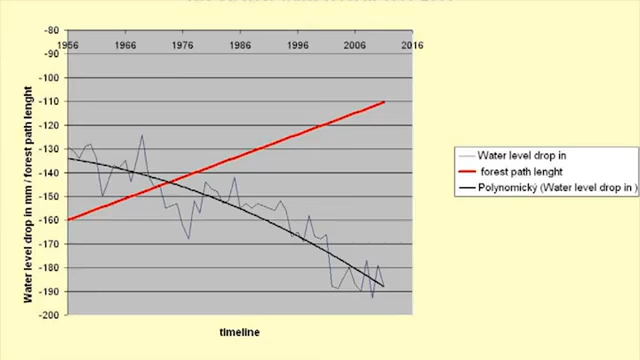 -80
1956 1966 1976 1986 1996 2006 2016
-90
-100
-110
-120
-130
-140
-150
-160
-170
-180
-190
-200
Water level drop in mm / forest path lenght
timeline
Water level drop in
forest path lenght
Polynomický (Water level drop in )